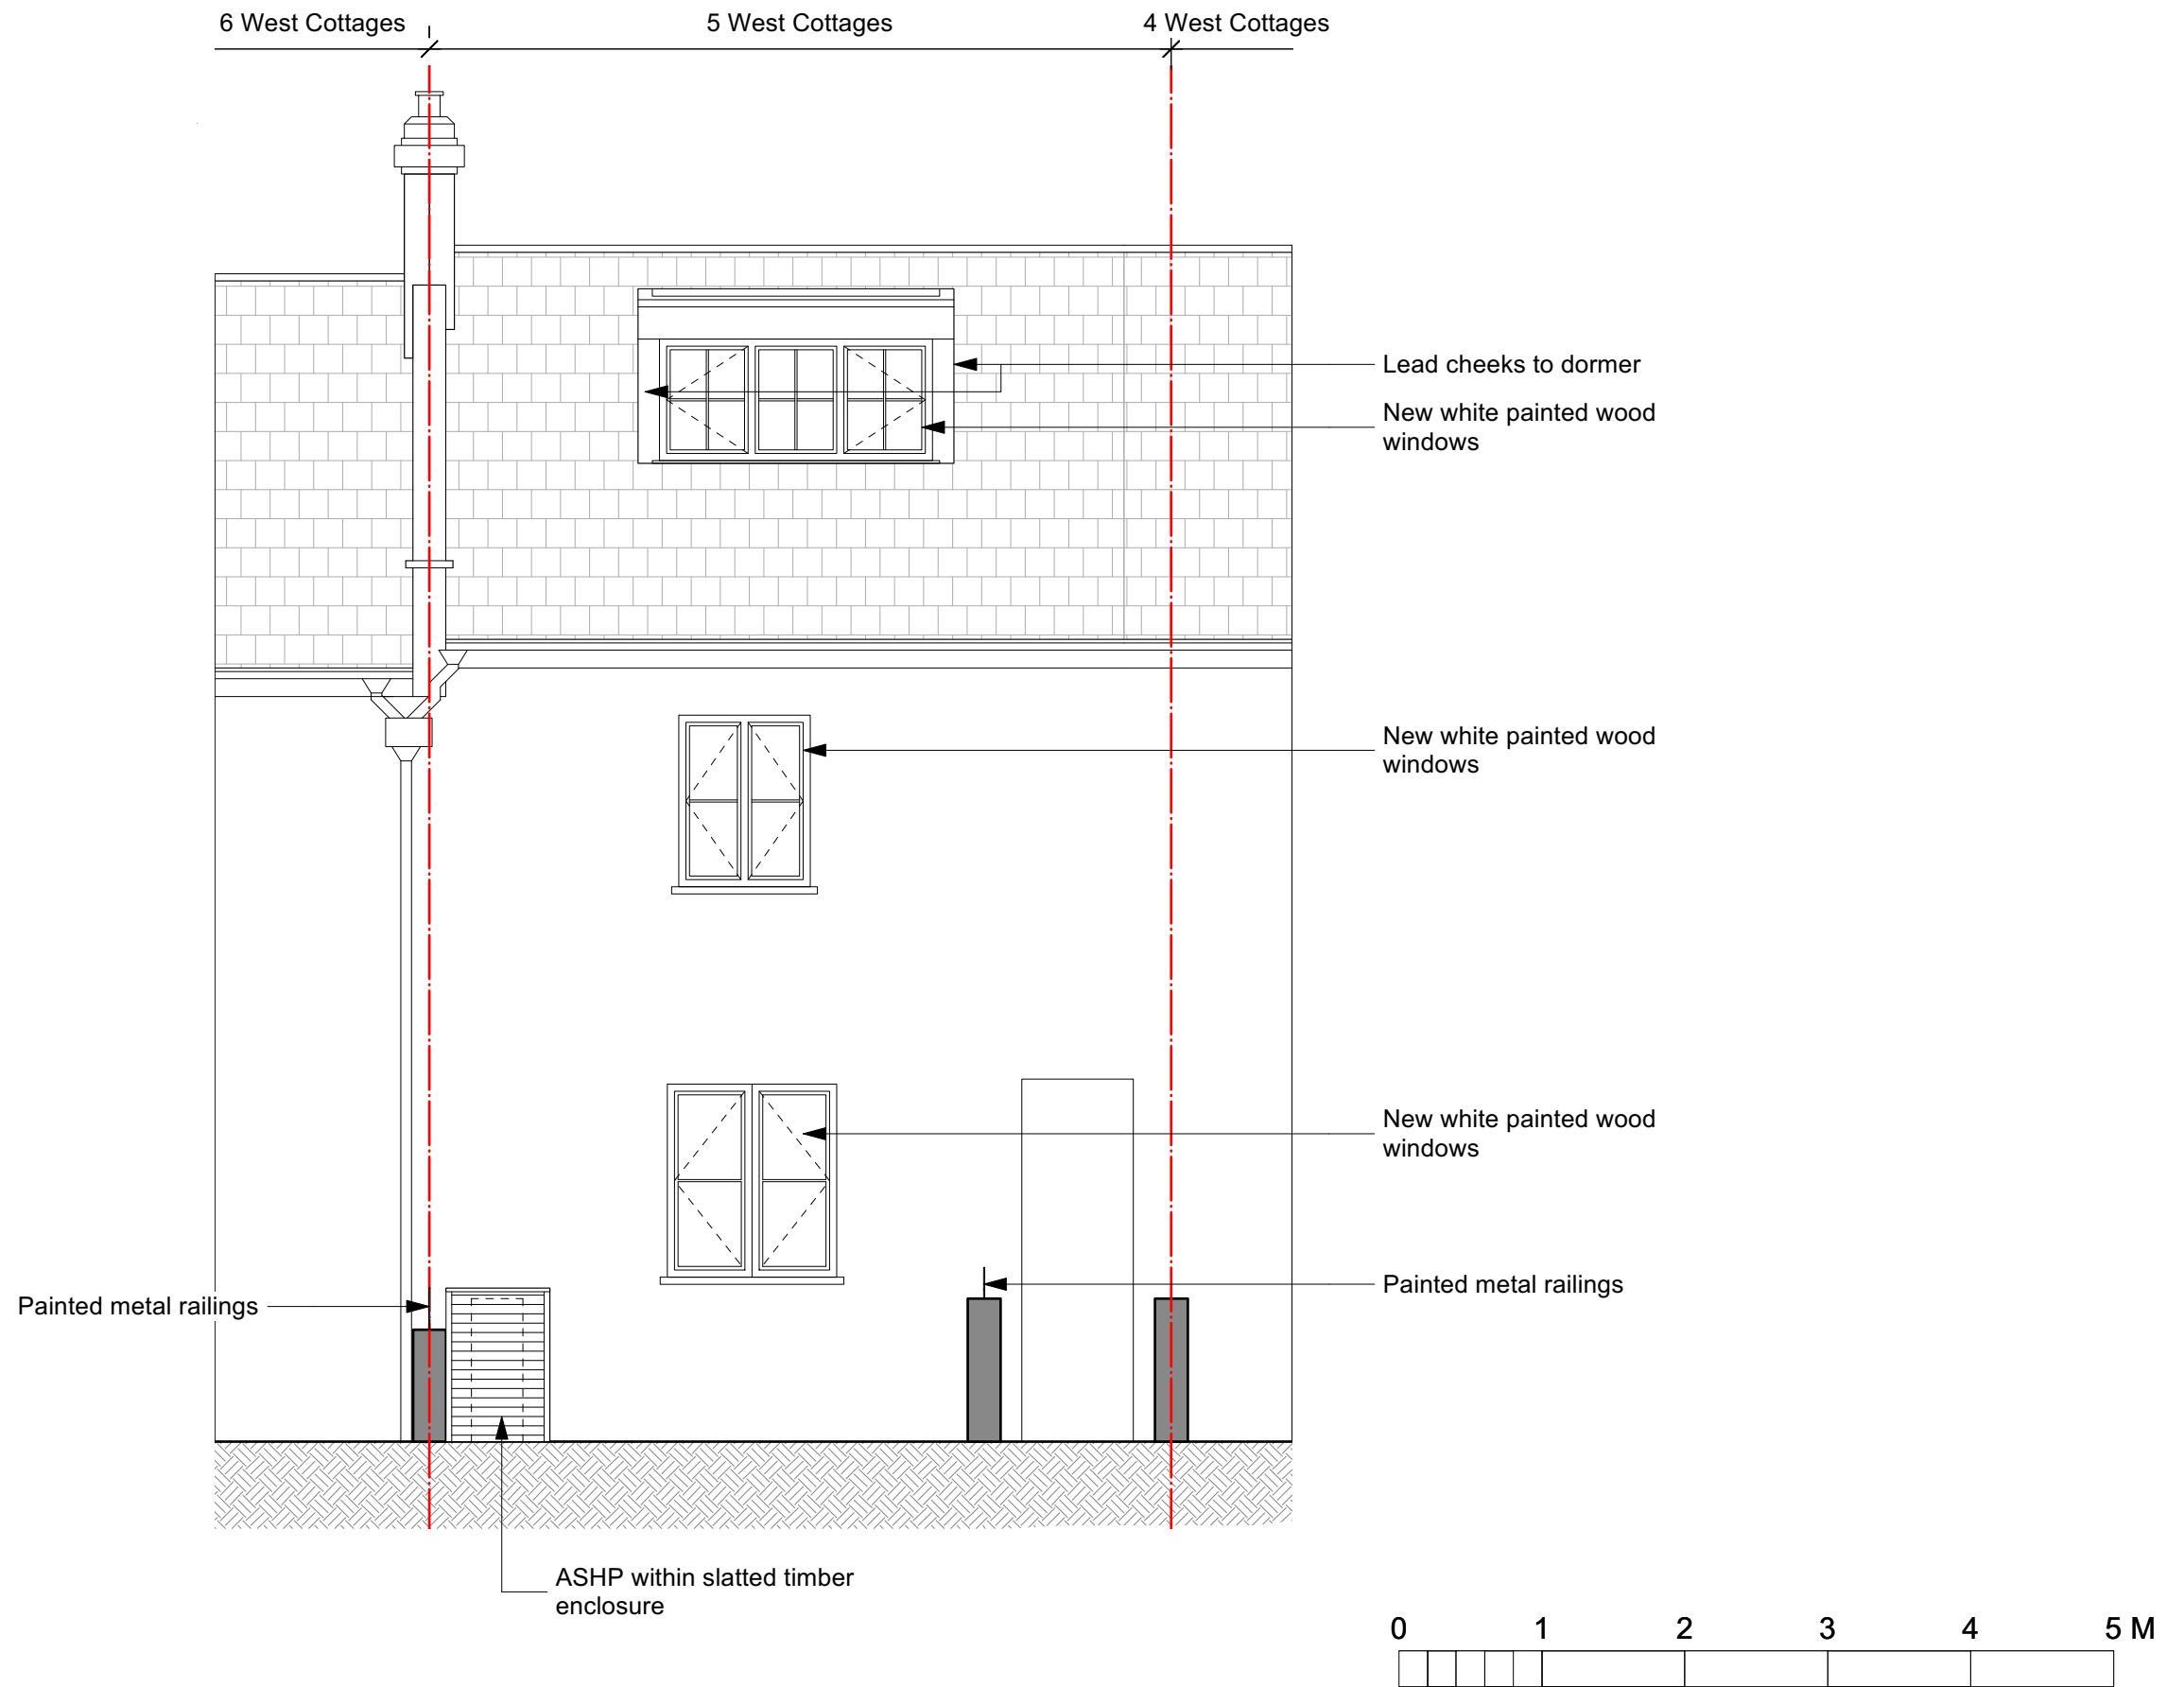 6 West Cottages
5 West Cottages
4 West Cottages
Lead cheeks to dormer
New white painted wood
windows
New white painted wood
windows
New white painted wood
windows
Painted metal railings
Painted metal railings
ASHP within slatted timber
enclosure
0 1 2 3 4 5 M